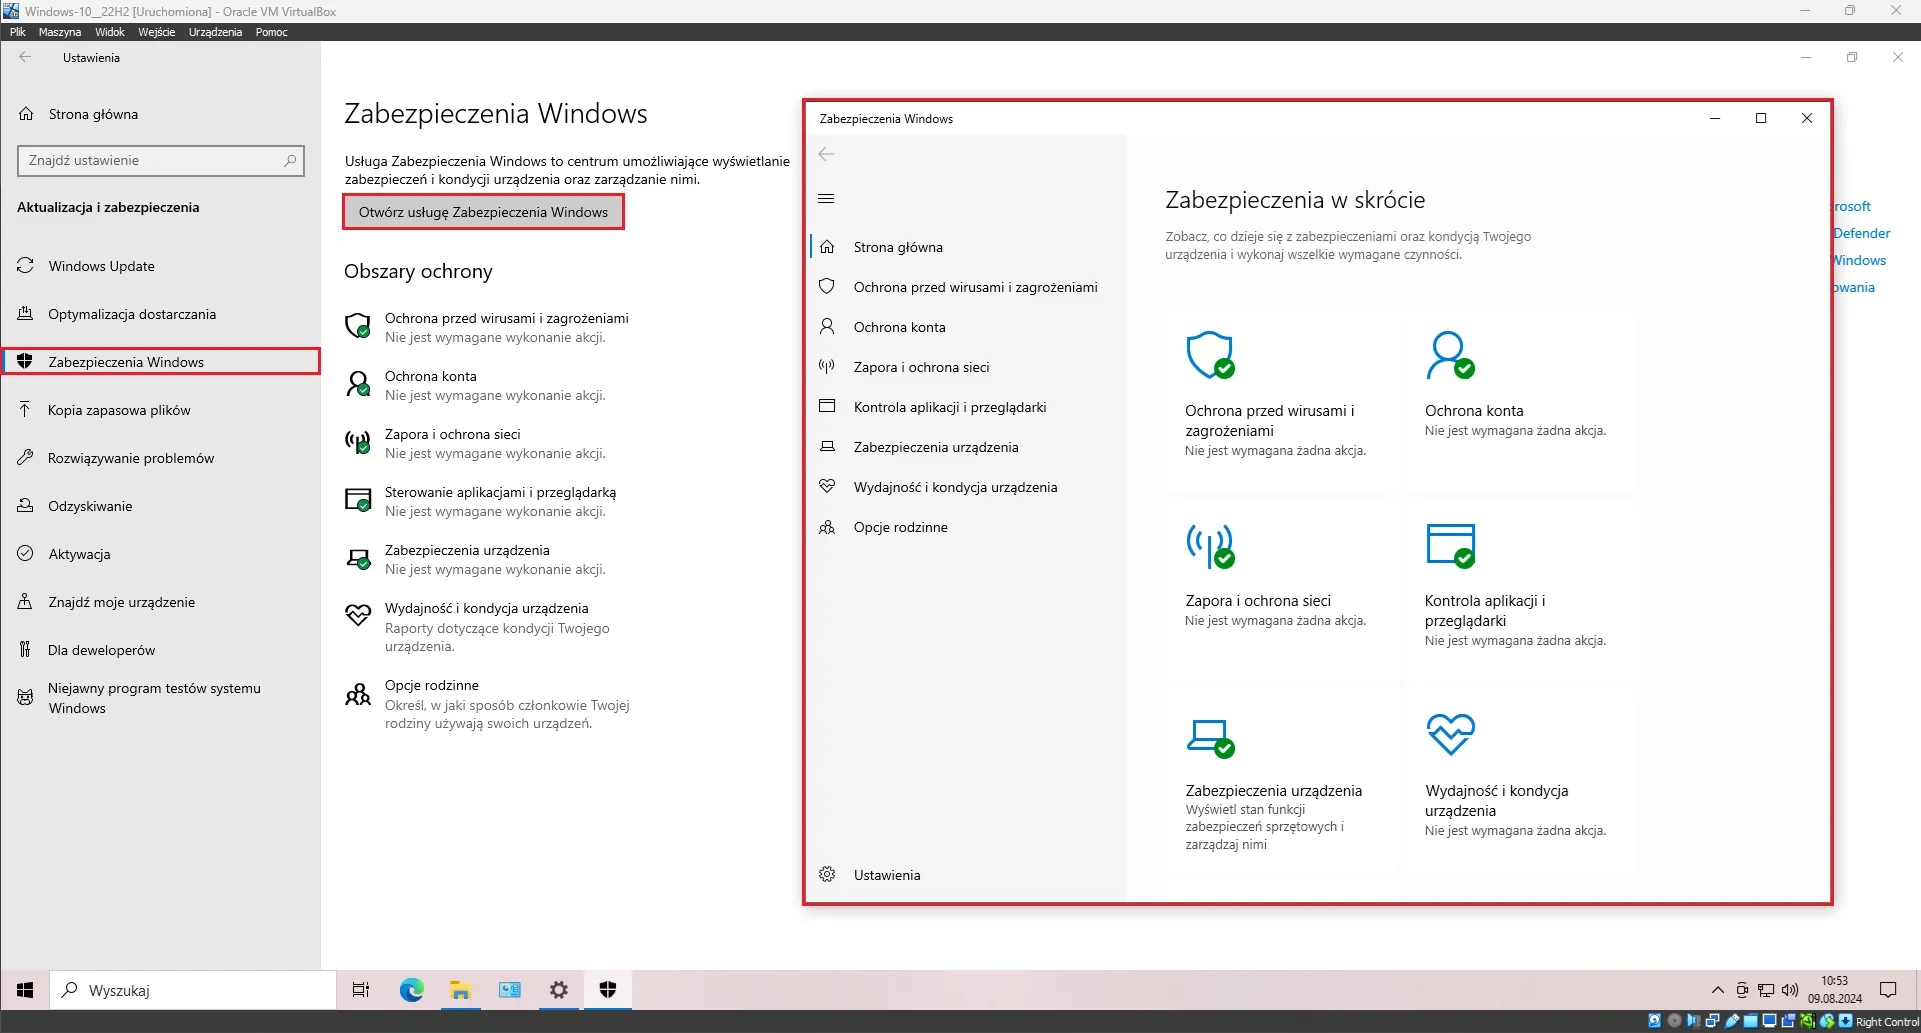 Windows-10__22H2 [Uruchomiona] - Oracle VM VirtualBox
Plik Maszyna Widok Wejście Urządzenia Pomoc
Ustawienia
Strona główna
Znajdź ustawienie
Aktualizacja i zabezpieczenia
Windows Update
Optymalizacja dostarczania
Zabezpieczenia Windows
Kopia zapasowa plików
Rozwiązywanie problemów
Odzyskiwanie
Aktywacja
Znajdź moje urządzenie
Dla deweloperów
Niejawny program testów systemu
Windows
Zabezpieczenia Windows
Usługa Zabezpieczenia Windows to centrum umożliwiające wyświetlanie
zabezpieczeń i kondycji urządzenia oraz zarządzanie nimi.
Otwórz usługę Zabezpieczenia Windows
Obszary ochrony
Ochrona przed wirusami i zagrożeniami
Nie jest wymagane wykonanie akcji.
Ochrona konta
Nie jest wymagane wykonanie akcji.
Zapora i ochrona sieci
Nie jest wymagane wykonanie akcji.
Sterowanie aplikacjami i przeglądarką
Nie jest wymagane wykonanie akcji.
Zabezpieczenia urządzenia
Nie jest wymagane wykonanie akcji.
Wydajność i kondycja urządzenia
Raporty dotyczące kondycji Twojego
urządzenia.
Opcje rodzinne
Określ, w jaki sposób członkowie Twojej
rodziny używają swoich urządzeń.
Zabezpieczenia Windows
Strona główna
Ochrona przed wirusami i zagrożeniami
Ochrona konta
Zapora i ochrona sieci
Kontrola aplikacji i przeglądarki
Zabezpieczenia urządzenia
Wydajność i kondycja urządzenia
Opcje rodzinne
Ustawienia
Zabezpieczenia w skrócie
Zobacz, co dzieje się z zabezpieczeniami oraz kondycją Twojego
urządzenia i wykonaj wszelkie wymagane czynności.
Ochrona przed wirusami i
zagrożeniami
Nie jest wymagana żadna akcja.
Ochrona konta
Nie jest wymagana żadna akcja.
Zapora i ochrona sieci
Nie jest wymagana żadna akcja.
Kontrola aplikacji i
przeglądarki
Nie jest wymagana żadna akcja.
Zabezpieczenia urządzenia
Wyświetl stan funkcji
zabezpieczeń sprzętowych i
zarządzaj nimi
Wydajność i kondycja
urządzenia
Nie jest wymagana żadna akcja.
rosoft
Defender
Windows
owania
Wyszukaj
10:53
09.08.2024
Right Control